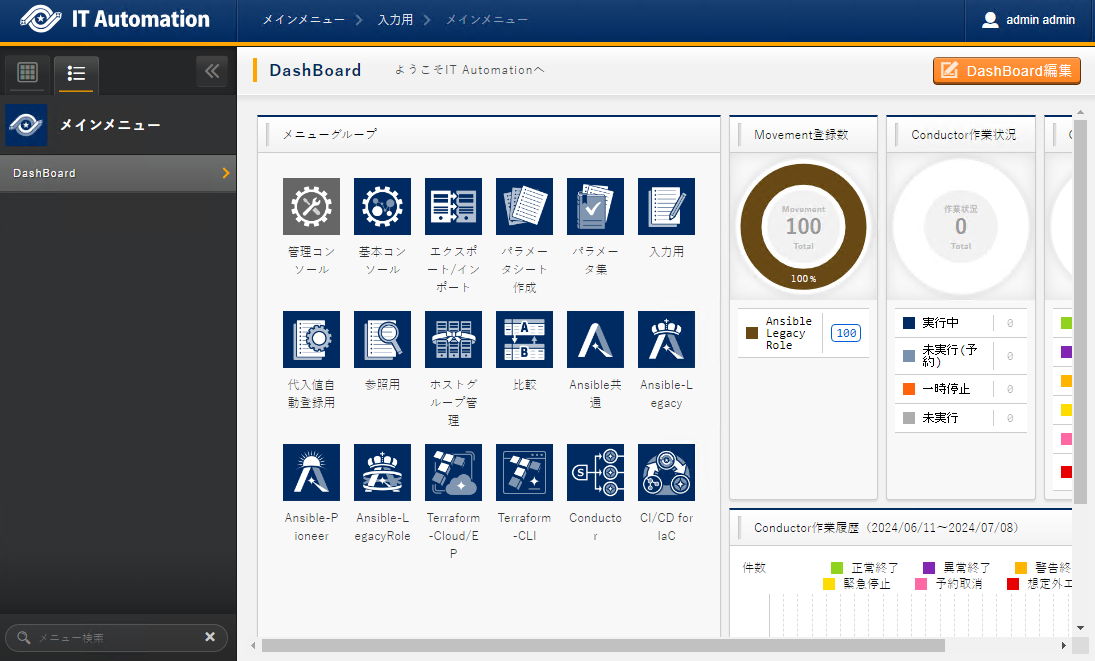 IT Automation
メインメニュー
入力用
メインメニュー
admin admin
メインメニュー
DashBoard
メニュー検索
DashBoard
ようこそIT Automationへ
DashBoard編集
メニューグループ
管理コン
ソール
基本コン
ソール
エクスポ
ート/イン
ポート
パラメー
タシート
作成
パラメー
タ集
入力用
代入値自
動登録用
参照用
ホストグ
ループ管
理
A
B
比較
Ansible共
通
Ansible-L
egacy
Ansible-P
ioneer
Ansible-L
egacyRole
Terraform
-Cloud/E
P
Terraform
-CLI
S
Conducto
r
CI/CD for
IaC
Movement登録数
Movement
100
Total
100%
Ansible
Legacy
Role
100
Conductor作業状況
作業状況
0
Total
実行中 0
未実行(予
約) 0
一時停止 0
未実行 0
Conductor作業履歴（2024/06/11～2024/07/08）
件数
正常終了
異常終了
警告終
緊急停止
予約取消
想定外エ